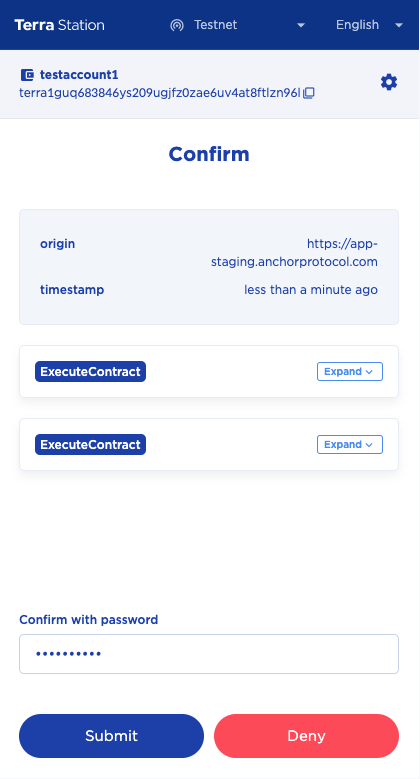 Terra Station Testnet English
testaccount1
terra1guq683846ys209ugjfz0zae6uv4at8ftlzn96l
Confirm
origin https://app-
staging.anchorprotocol.com
timestamp less than a minute ago
ExecuteContract Expand
ExecuteContract Expand
Confirm with password
••••••••••
Submit Deny